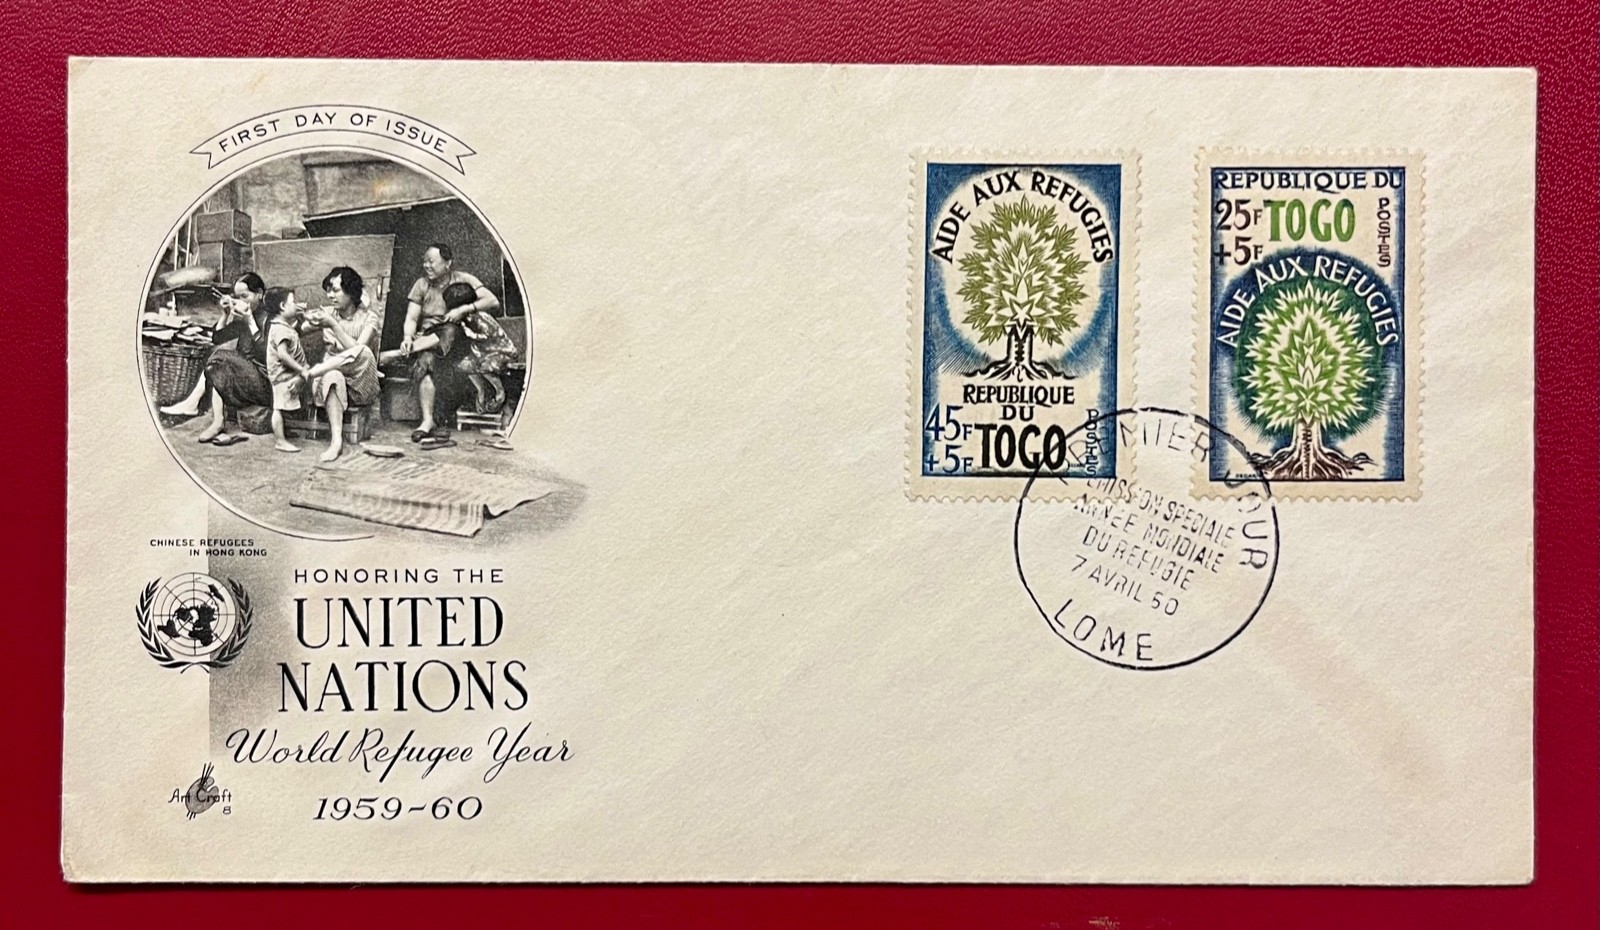 FIRST DAY OF ISSUE
CHINESE REFUGEES
IN HONG KONG
HONORING THE
UNITED
NATIONS
World Refugee Year
1959-60
Art Craft
8
AIDE AUX REFUGIES
REPUBLIQUE
DU
TOGO
45F
+5F
POSTES
REPUBLIQUE DU
25F TOGO
+5F
POSTES
AIDE AUX REFUGIES
PREMIER JOUR
EMISSION SPECIALE
ANNEE MONDIALE
DU REFUGIE
7 AVRIL 60
LOME